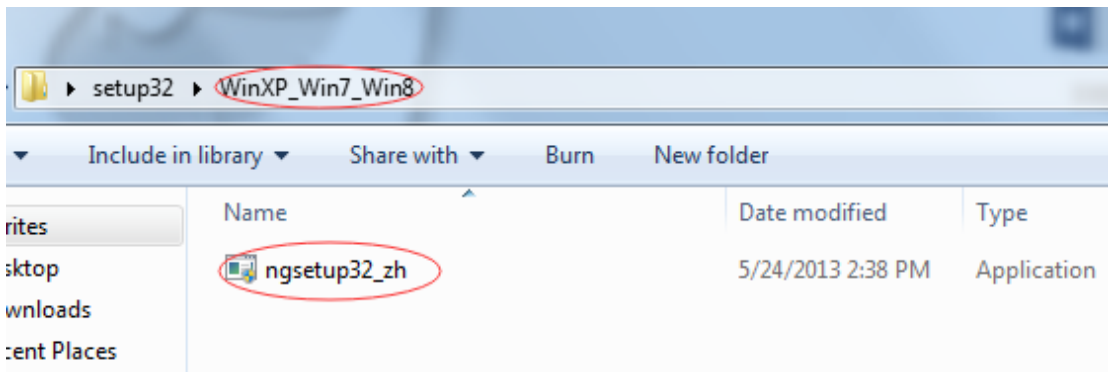 setup32 WinXP_Win7_Win8
Include in library Share with Burn New folder
Name Date modified Type
rites
ngsetup32_zh 5/24/2013 2:38 PM Application
sktop
wnloads
cent Places